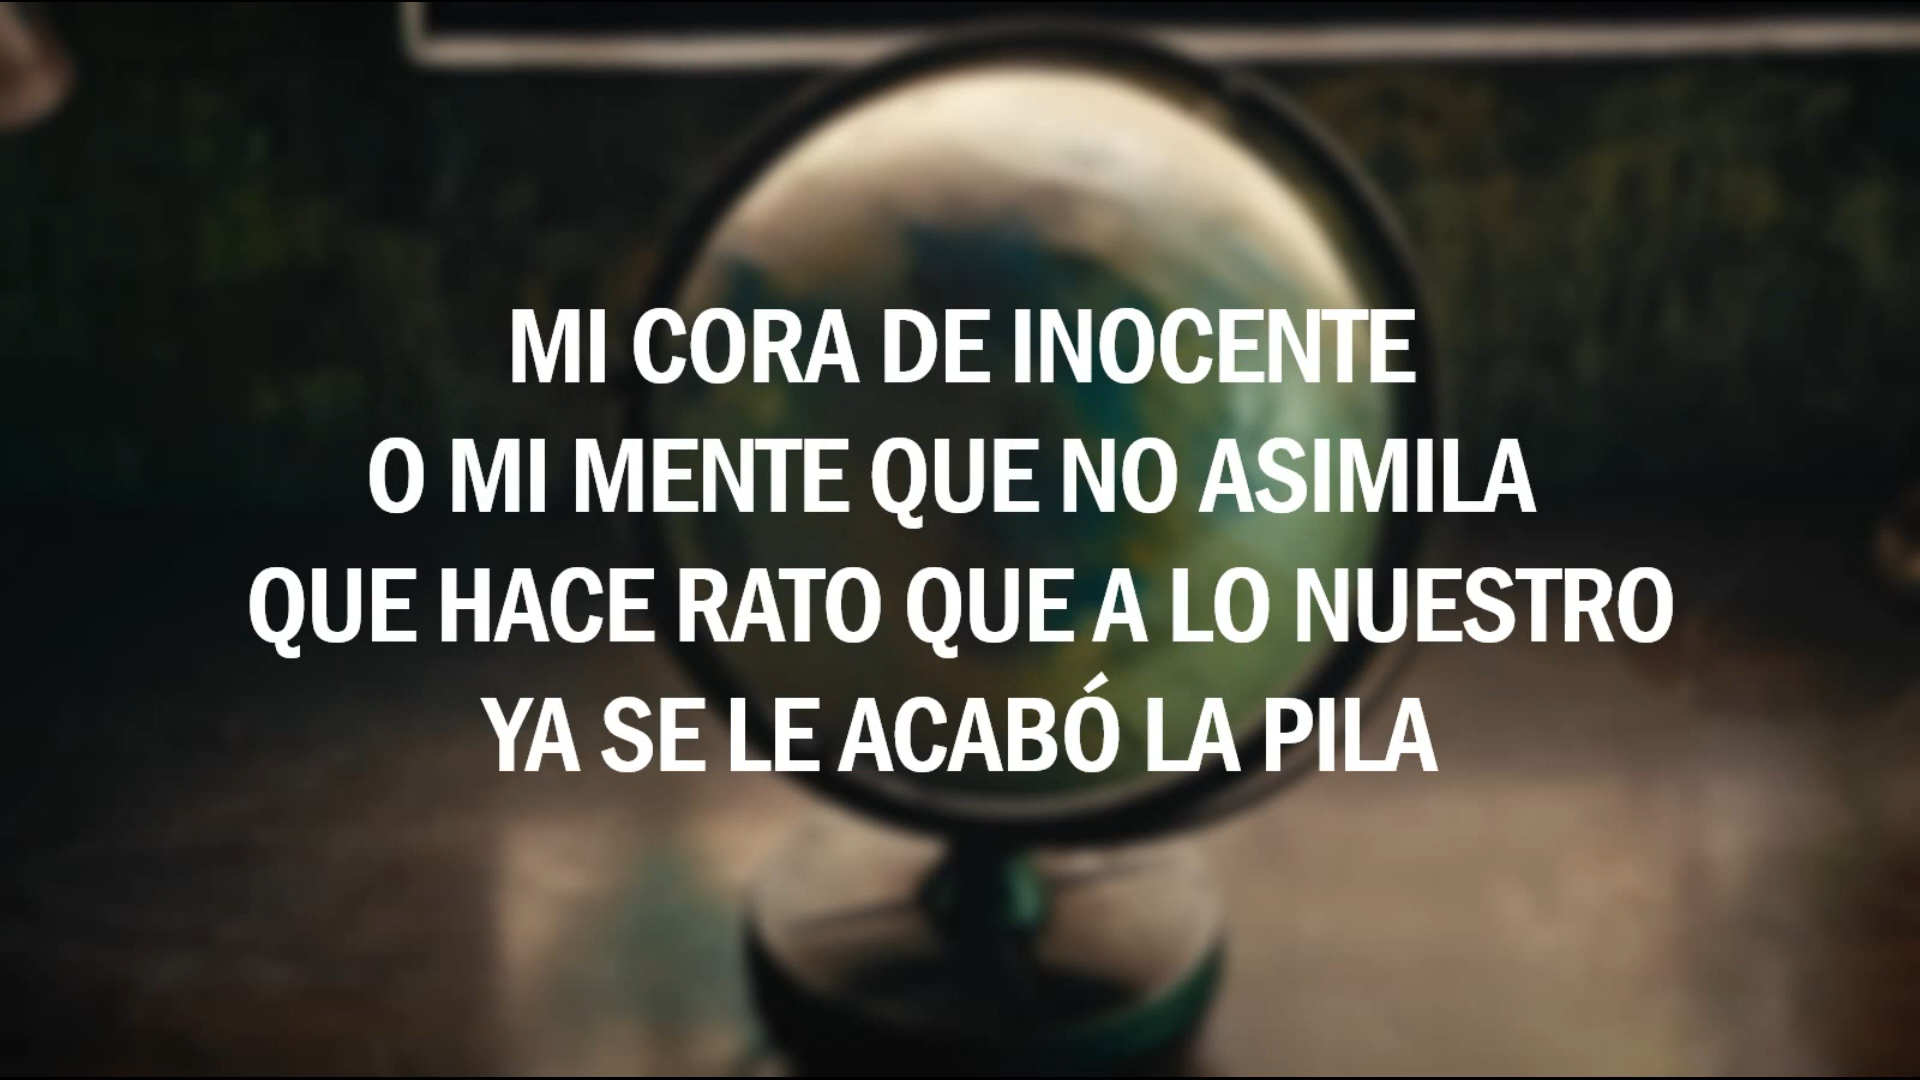 MI CORA DE INOCENTE
O MI MENTE QUE NO ASIMILA
QUE HACE RATO QUE A LO NUESTRO
YA SE LE ACABÓ LA PILA